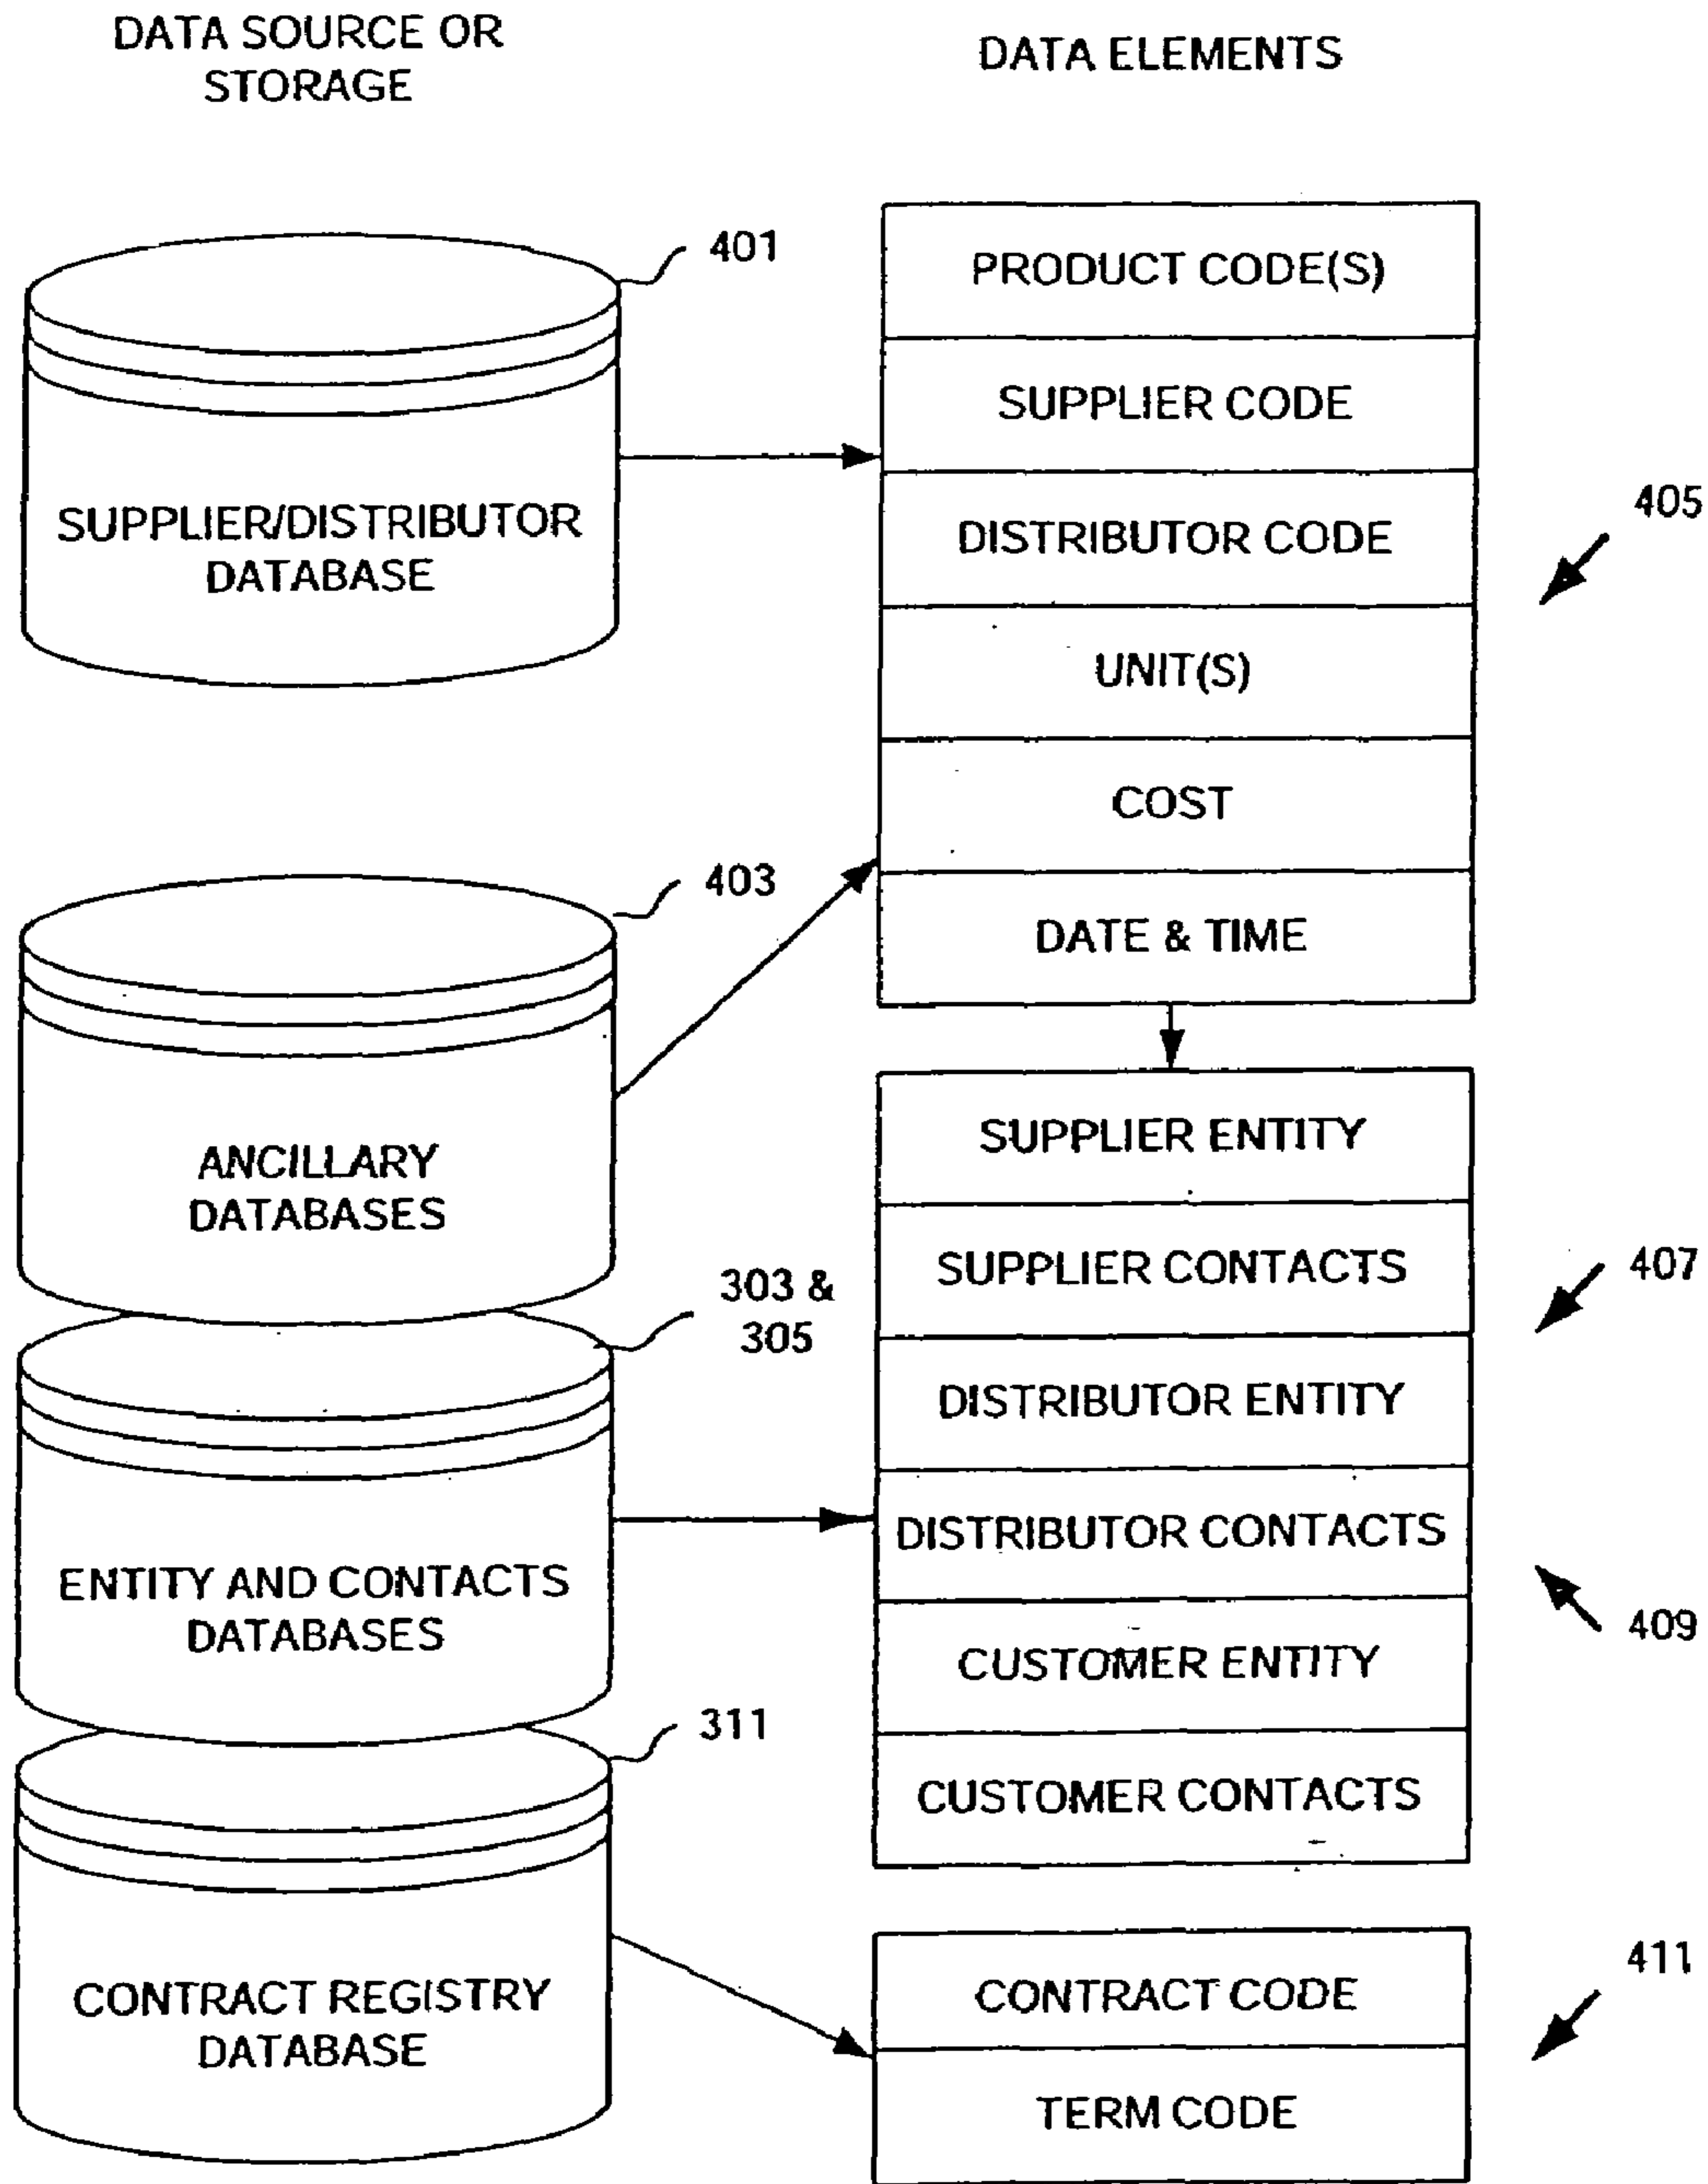 DATA SOURCE OR
STORAGE
DATA ELEMENTS
401
SUPPLIER/DISTRIBUTOR
DATABASE
PRODUCT CODE(S)
SUPPLIER CODE
DISTRIBUTOR CODE
UNIT(S)
COST
DATE & TIME
405
403
ANCILLARY
DATABASES
303 &
305
ENTITY AND CONTACTS
DATABASES
SUPPLIER ENTITY
SUPPLIER CONTACTS
DISTRIBUTOR ENTITY
DISTRIBUTOR CONTACTS
CUSTOMER ENTITY
CUSTOMER CONTACTS
407
409
311
CONTRACT REGISTRY
DATABASE
CONTRACT CODE
TERM CODE
411